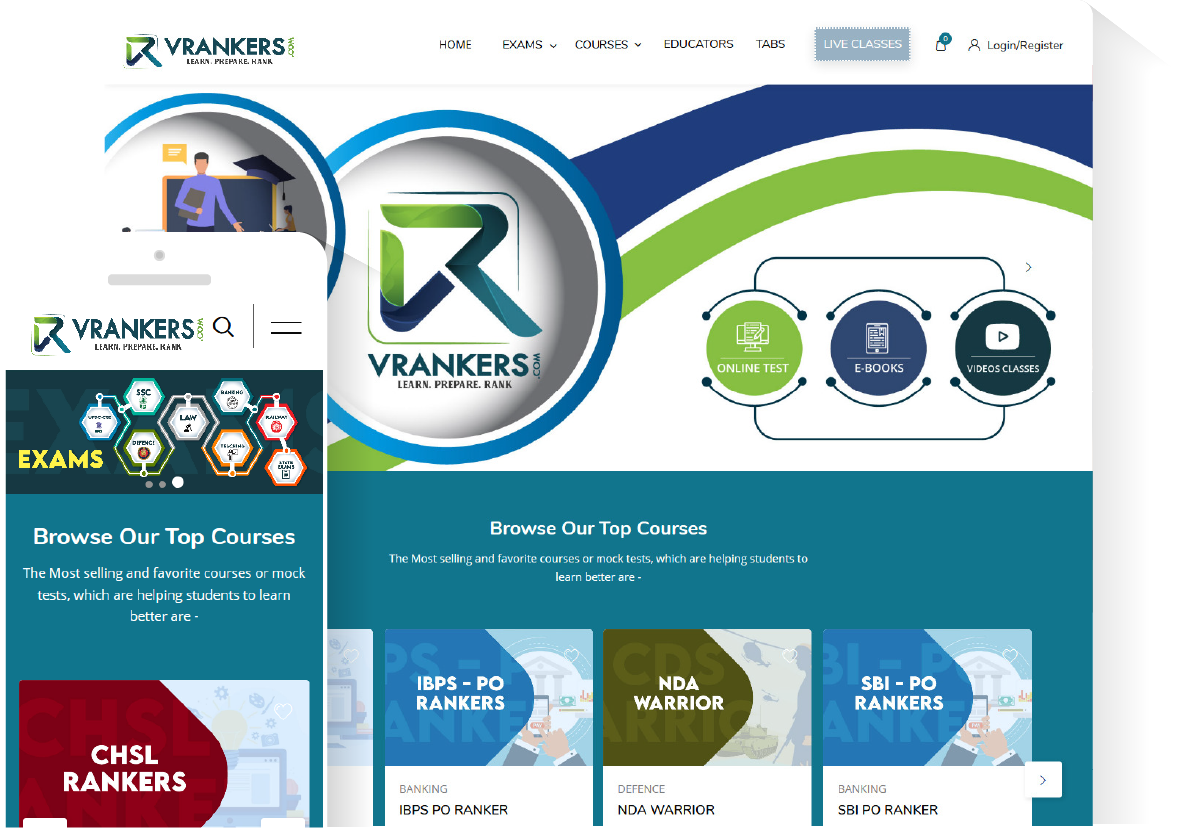 VRANKERS.COM
LEARN. PREPARE. RANK
HOME EXAMS COURSES EDUCATORS TABS LIVE CLASSES 0 Login/Register
VRANKERS.COM
LEARN. PREPARE. RANK
ONLINE TEST E-BOOKS VIDEOS CLASSES
Browse Our Top Courses
The Most selling and favorite courses or mock tests, which are helping students to
learn better are -
IBPS - PO
RANKERS
BANKING
IBPS PO RANKER
CDS
WARRIOR
NDA
WARRIOR
DEFENCE
NDA WARRIOR
SBI - PO
RANKERS
BANKING
SBI PO RANKER
VRANKERS.COM
LEARN. PREPARE. RANK
EXAMS
SSC
BANKING
LAW
RAILWAY
DEFENCE
TEACHING
STATE
EXAMS
EXAMS
Browse Our Top Courses
The Most selling and favorite courses or mock
tests, which are helping students to learn
better are -
CHSL
CHSL
RANKERS